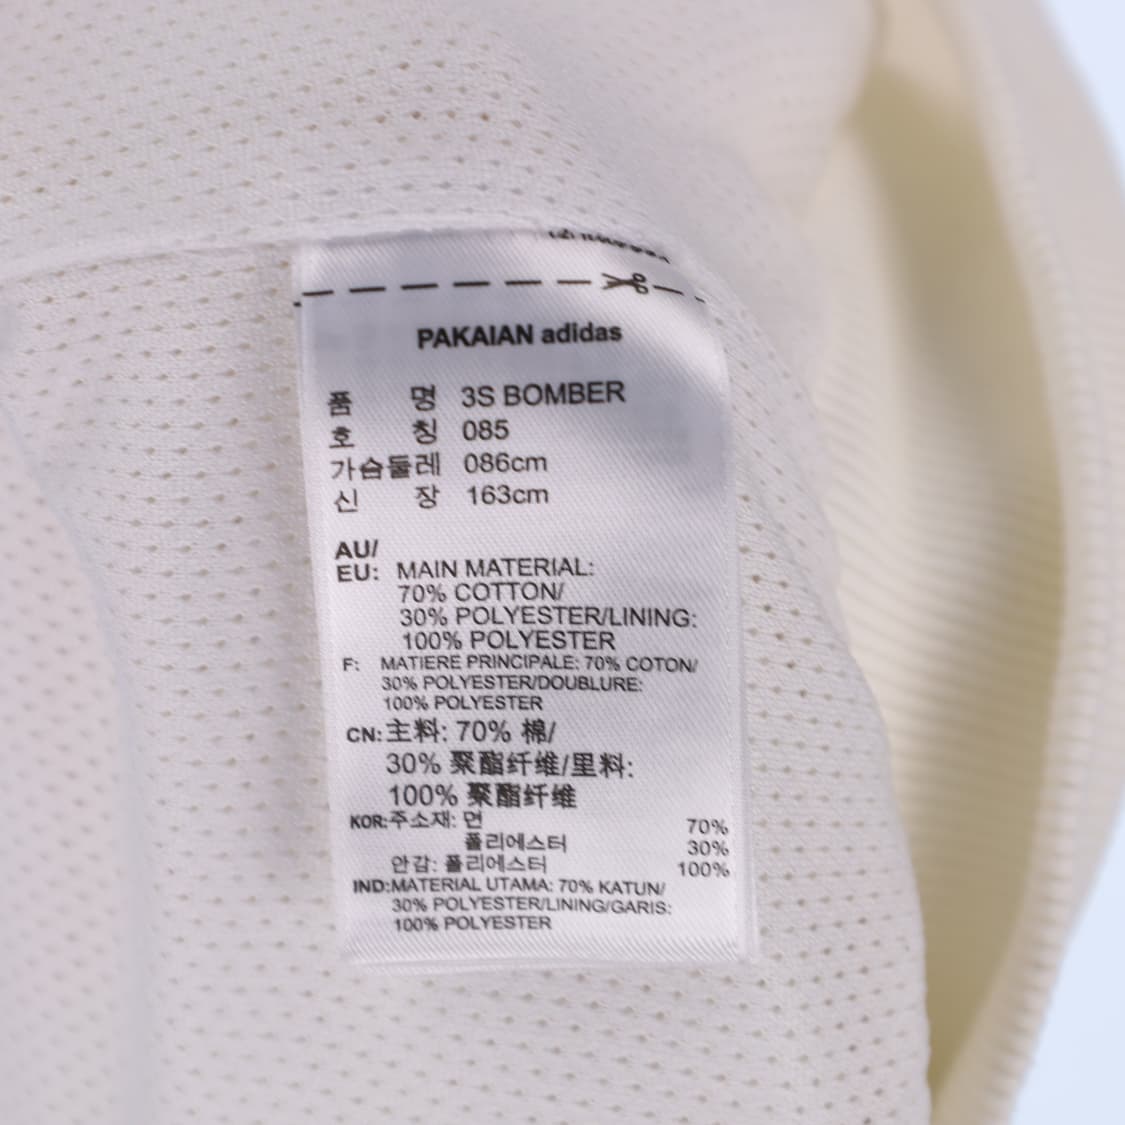 PAKAIAN adidas
품 명 3S BOMBER
호 칭 085
가슴둘레 086cm
신 장 163cm
AU/
EU: MAIN MATERIAL:
70% COTTON/
30% POLYESTER/LINING:
100% POLYESTER
F: MATIERE PRINCIPALE: 70% COTON/
30% POLYESTER/DOUBLURE:
100% POLYESTER
CN: 主料: 70% 棉/
30% 聚酯纤维/里料:
100% 聚酯纤维
KOR:주소재: 면 70%
폴리에스터 30%
안감: 폴리에스터 100%
IND:MATERIAL UTAMA: 70% KATUN/
30% POLYESTER/LINING/GARIS:
100% POLYESTER